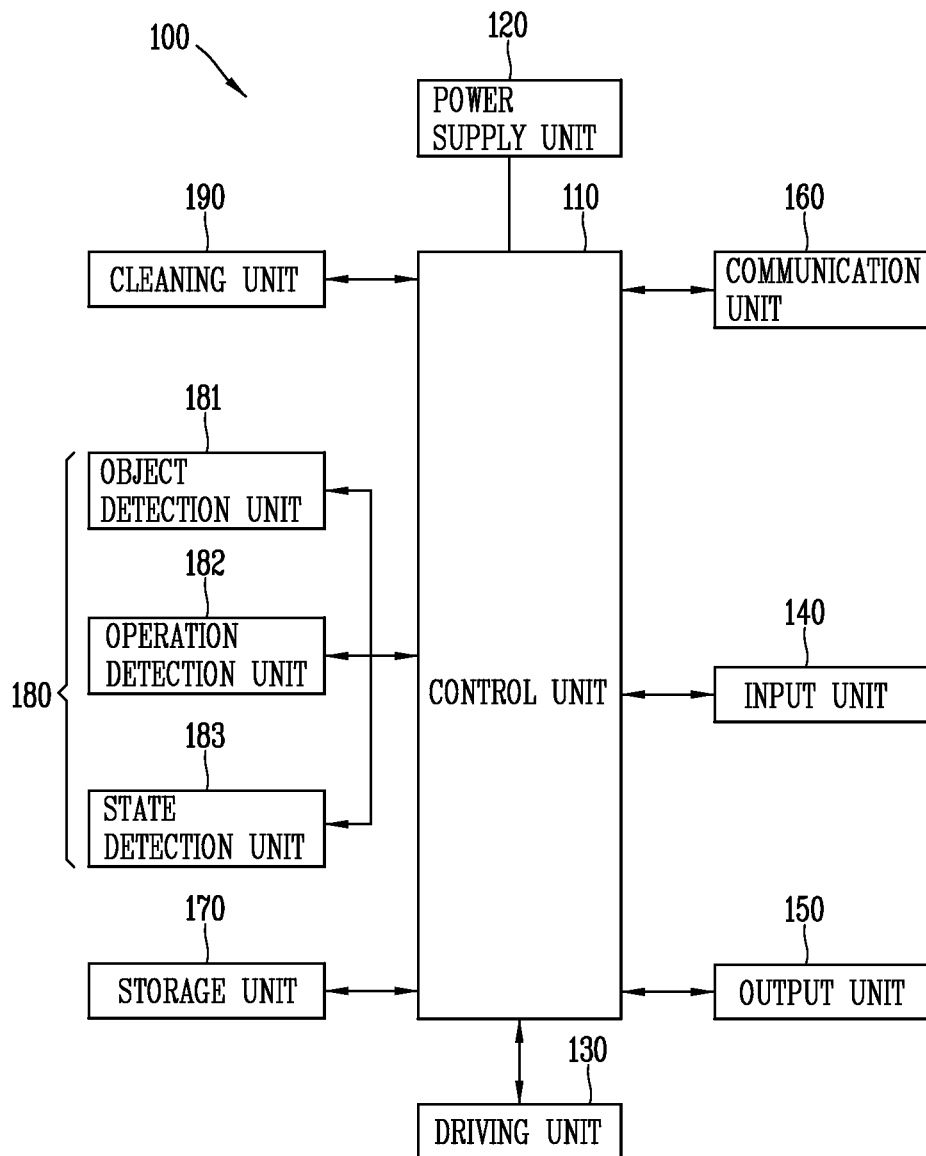 100
120
POWER
SUPPLY UNIT
190
110
160
CLEANING UNIT
COMMUNICATION
UNIT
181
OBJECT
DETECTION UNIT
182
OPERATION
DETECTION UNIT
140
180
CONTROL UNIT
INPUT UNIT
183
STATE
DETECTION UNIT
170
150
STORAGE UNIT
OUTPUT UNIT
130
DRIVING UNIT